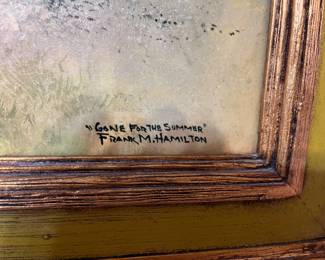 "GONE FOR THE SUMMER"
FRANK M. HAMILTON